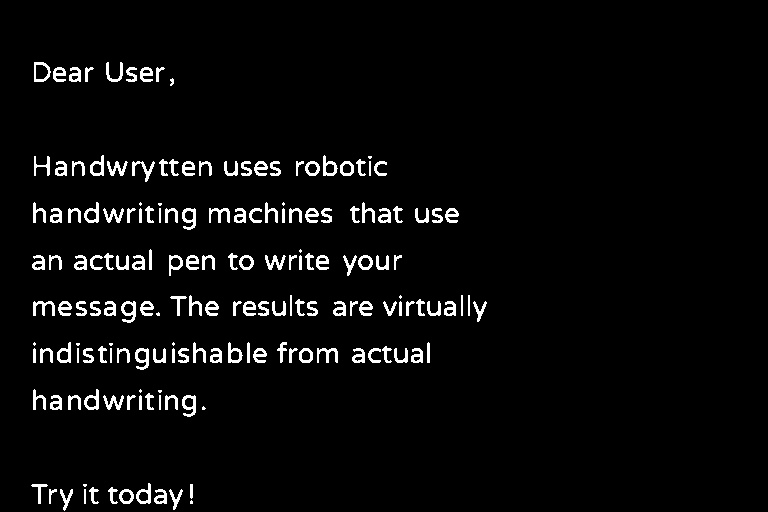 Dear User,
Handwrytten uses robotic
handwriting machines that use
an actual pen to write your
message. The results are virtually
indistinguishable from actual
handwriting.
Try it today!